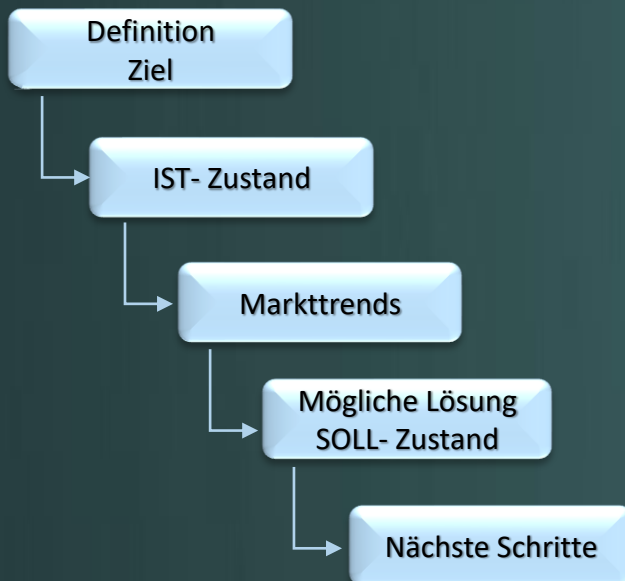 Definition
Ziel
IST- Zustand
Markttrends
Mögliche Lösung
SOLL- Zustand
Nächste Schritte